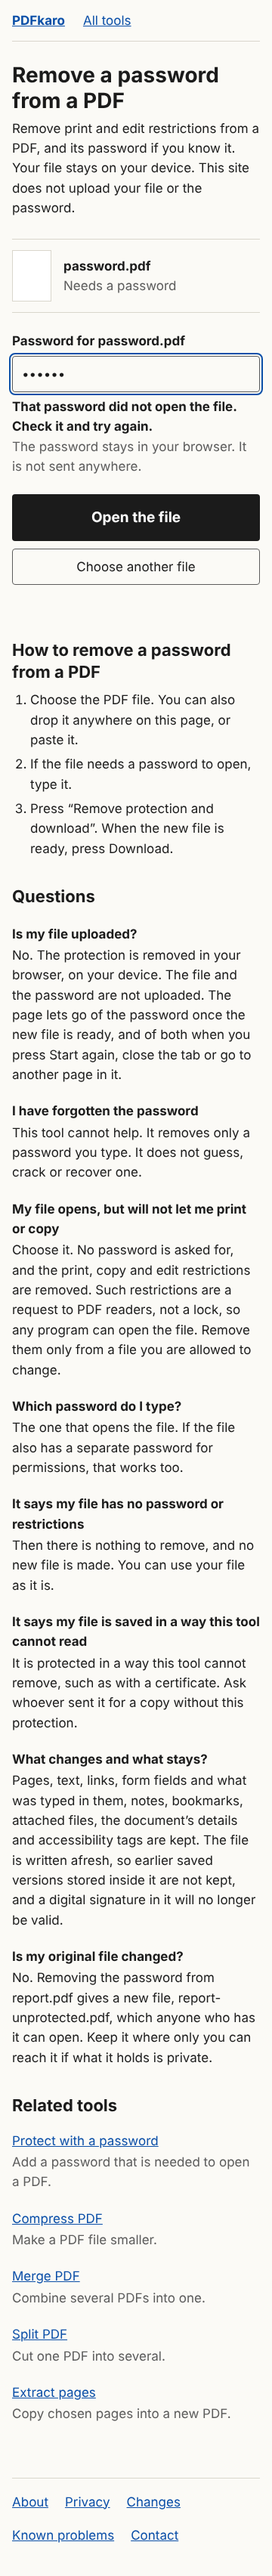 PDFkaro All tools
Remove a password
from a PDF
Remove print and edit restrictions from a
PDF, and its password if you know it.
Your file stays on your device. This site
does not upload your file or the
password.
password.pdf
Needs a password
Password for password.pdf
••••••
That password did not open the file.
Check it and try again.
The password stays in your browser. It
is not sent anywhere.
Open the file
Choose another file
How to remove a password
from a PDF
1. Choose the PDF file. You can also
drop it anywhere on this page, or
paste it.
2. If the file needs a password to open,
type it.
3. Press “Remove protection and
download”. When the new file is
ready, press Download.
Questions
Is my file uploaded?
No. The protection is removed in your
browser, on your device. The file and
the password are not uploaded. The
page lets go of the password once the
new file is ready, and of both when you
press Start again, close the tab or go to
another page in it.
I have forgotten the password
This tool cannot help. It removes only a
password you type. It does not guess,
crack or recover one.
My file opens, but will not let me print
or copy
Choose it. No password is asked for,
and the print, copy and edit restrictions
are removed. Such restrictions are a
request to PDF readers, not a lock, so
any program can open the file. Remove
them only from a file you are allowed to
change.
Which password do I type?
The one that opens the file. If the file
also has a separate password for
permissions, that works too.
It says my file has no password or
restrictions
Then there is nothing to remove, and no
new file is made. You can use your file
as it is.
It says my file is saved in a way this tool
cannot read
It is protected in a way this tool cannot
remove, such as with a certificate. Ask
whoever sent it for a copy without this
protection.
What changes and what stays?
Pages, text, links, form fields and what
was typed in them, notes, bookmarks,
attached files, the document’s details
and accessibility tags are kept. The file
is written afresh, so earlier saved
versions stored inside it are not kept,
and a digital signature in it will no longer
be valid.
Is my original file changed?
No. Removing the password from
report.pdf gives a new file, report-
unprotected.pdf, which anyone who has
it can open. Keep it where only you can
reach it if what it holds is private.
Related tools
Protect with a password
Add a password that is needed to open
a PDF.
Compress PDF
Make a PDF file smaller.
Merge PDF
Combine several PDFs into one.
Split PDF
Cut one PDF into several.
Extract pages
Copy chosen pages into a new PDF.
About Privacy Changes
Known problems Contact